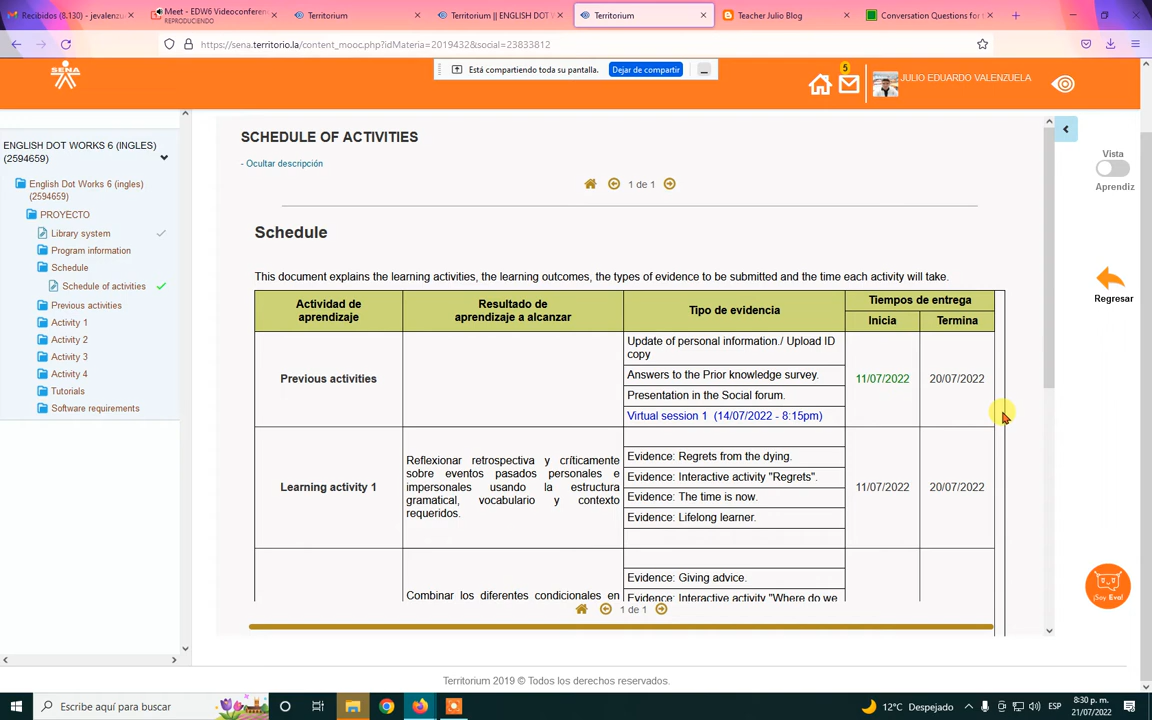 Recibidos (8.130) - jevalenzu
Meet - EDW6 Videoconferen
REPRODUCIENDO
Territorium
Territorium || ENGLISH DOT W
Territorium
Teacher Julio Blog
Conversation Questions for t
https://sena.territorio.la/content_mooc.php?idMateria=2019432&social=23833812
Está compartiendo toda su pantalla.
Dejar de compartir
SENA
5
JULIO EDUARDO VALENZUELA
ENGLISH DOT WORKS 6 (INGLES)
(2594659)
English Dot Works 6 (ingles)
(2594659)
PROYECTO
Library system
Program information
Schedule
Schedule of activities
Previous activities
Activity 1
Activity 2
Activity 3
Activity 4
Tutorials
Software requirements
SCHEDULE OF ACTIVITIES
- Ocultar descripción
1 de 1
Schedule
This document explains the learning activities, the learning outcomes, the types of evidence to be submitted and the time each activity will take.
Actividad de
aprendizaje
Resultado de
aprendizaje a alcanzar
Tipo de evidencia
Tiempos de entrega
Inicia
Termina
Previous activities
Update of personal information./ Upload ID
copy
Answers to the Prior knowledge survey.
Presentation in the Social forum.
Virtual session 1 (14/07/2022 - 8:15pm)
11/07/2022
20/07/2022
Learning activity 1
Reflexionar retrospectiva y críticamente
sobre eventos pasados personales e
impersonales usando la estructura
gramatical, vocabulario y contexto
requeridos.
Evidence: Regrets from the dying.
Evidence: Interactive activity "Regrets".
Evidence: The time is now.
Evidence: Lifelong learner.
11/07/2022
20/07/2022
Combinar los diferentes condicionales en
Evidence: Giving advice.
Evidence: Interactive activity "Where do we
1 de 1
Vista
Aprendiz
Regresar
¡Soy Eva!
Territorium 2019 © Todos los derechos reservados.
Escribe aquí para buscar
12°C Despejado
ESP
8:30 p. m.
21/07/2022